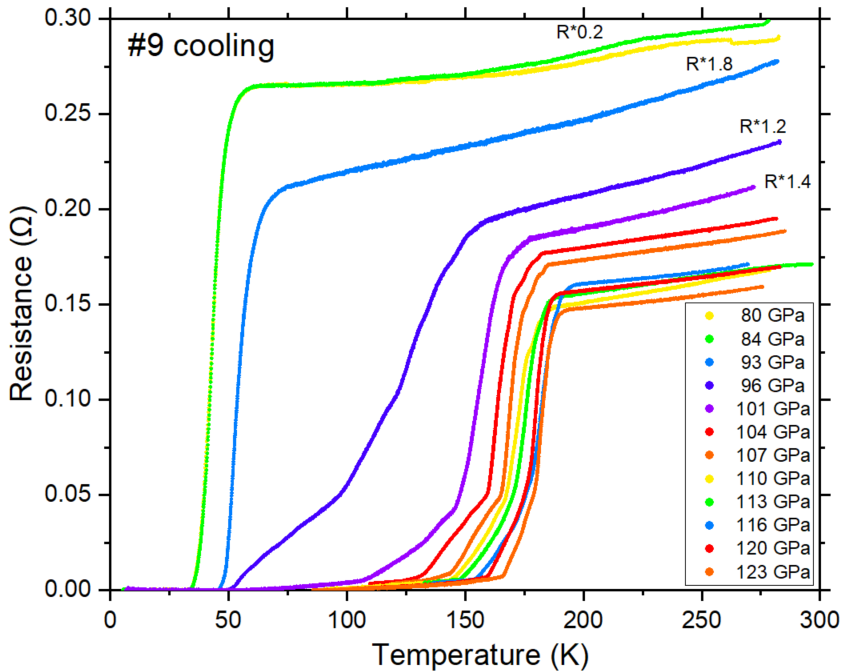 #9 cooling
R*0.2
R*1.8
R*1.2
R*1.4
Resistance (Ω)
0.30
0.25
0.20
0.15
0.10
0.05
0.00
80 GPa
84 GPa
93 GPa
96 GPa
101 GPa
104 GPa
107 GPa
110 GPa
113 GPa
116 GPa
120 GPa
123 GPa
0 50 100 150 200 250 300
Temperature (K)